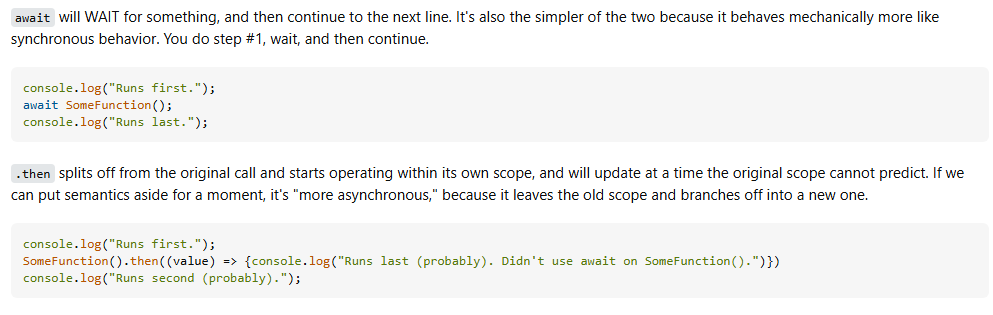 await will WAIT for something, and then continue to the next line. It's also the simpler of the two because it behaves mechanically more like
synchronous behavior. You do step #1, wait, and then continue.
console.log("Runs first.");
await SomeFunction();
console.log("Runs last.");
.then splits off from the original call and starts operating within its own scope, and will update at a time the original scope cannot predict. If we
can put semantics aside for a moment, it's "more asynchronous," because it leaves the old scope and branches off into a new one.
console.log("Runs first.");
SomeFunction().then((value) => {console.log("Runs last (probably). Didn't use await on SomeFunction().")})
console.log("Runs second (probably).");